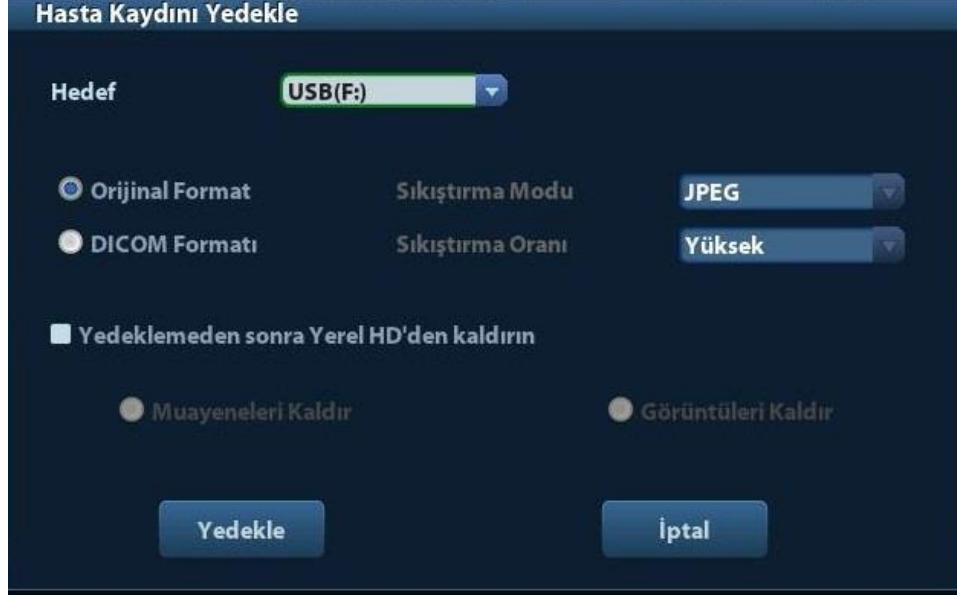 Hasta Kaydını Yedekle
Hedef USB(F:)
Orijinal Format Sıkıştırma Modu JPEG
DICOM Formatı Sıkıştırma Oranı Yüksek
Yedeklemeden sonra Yerel HD'den kaldırın
Muayeneleri Kaldır Görüntüleri Kaldır
Yedekle İptal